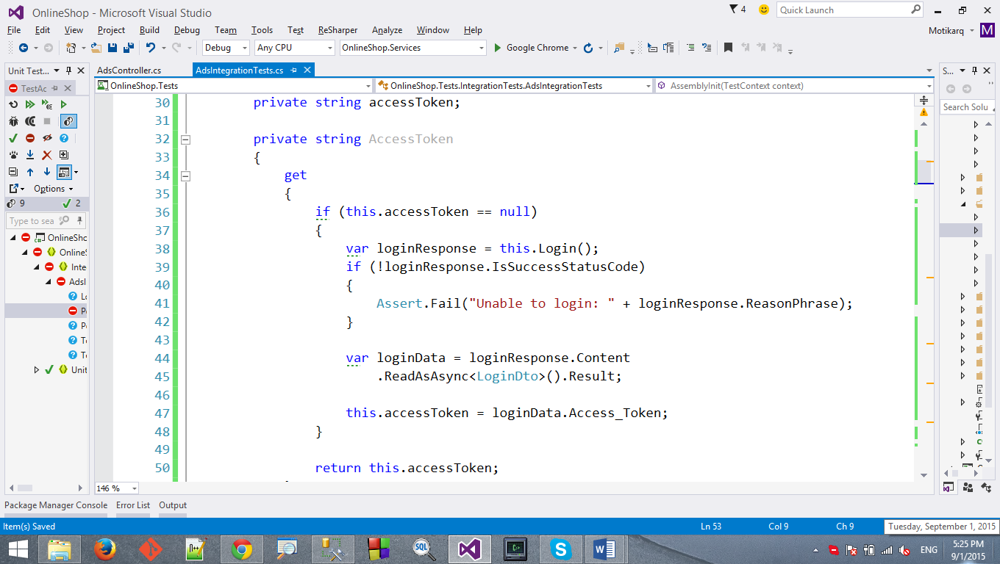 OnlineShop - Microsoft Visual Studio
4
Quick Launch
File Edit View Project Build Debug Team Tools Test ReSharper Analyze Window Help
Motikarq M
Debug Any CPU OnlineShop.Services Google Chrome
Unit Test...
AdsController.cs AdsIntegrationTests.cs
S...
TestAc
OnlineShop.Tests OnlineShop.Tests.IntegrationTests.AdsIntegrationTests AssemblyInit(TestContext context)
Search Solu
30 private string accessToken;
31
32 private string AccessToken
33 {
34 get
35 {
36 if (this.accessToken == null)
37 {
38 var loginResponse = this.Login();
39 if (!loginResponse.IsSuccessStatusCode)
40 {
41 Assert.Fail("Unable to login: " + loginResponse.ReasonPhrase);
42 }
43
44 var loginData = loginResponse.Content
45 .ReadAsAsync<LoginDto>().Result;
46
47 this.accessToken = loginData.Access_Token;
48 }
49
50 return this.accessToken;
Options
9 2
Type to sea
OnlineSho
OnlineS
Inte
AdsI
Lo
Po
Po
Te
Te
Unit
146 %
Package Manager Console Error List Output
Item(s) Saved Ln 53 Col 9 Ch 9
Tuesday, September 1, 2015
SQL
ENG
5:25 PM
9/1/2015